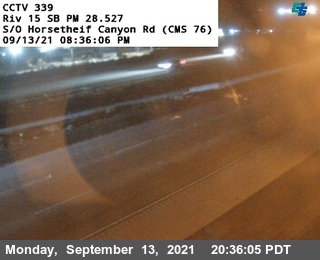 CCTV 339
Riv 15 SB PM 28.527
S/O Horsetheif Canyon Rd (CMS 76)
09/13/21 08:36:06 PM
Monday, September 13, 2021 20:36:05 PDT